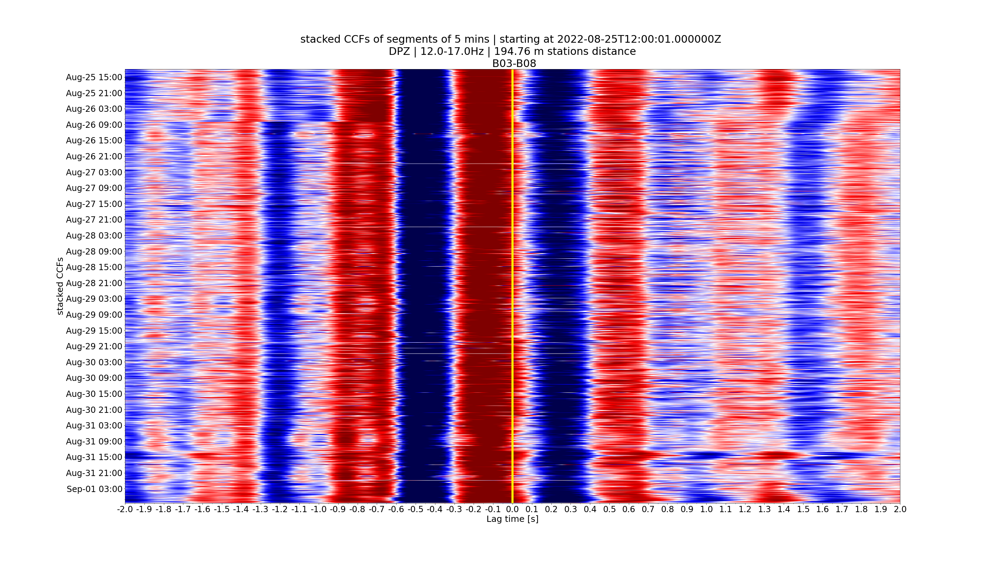 stacked CCFs of segments of 5 mins | starting at 2022-08-25T12:00:01.000000Z
DPZ | 12.0-17.0Hz | 194.76 m stations distance
B03-B08
stacked CCFs
Aug-25 15:00
Aug-25 21:00
Aug-26 03:00
Aug-26 09:00
Aug-26 15:00
Aug-26 21:00
Aug-27 03:00
Aug-27 09:00
Aug-27 15:00
Aug-27 21:00
Aug-28 03:00
Aug-28 09:00
Aug-28 15:00
Aug-28 21:00
Aug-29 03:00
Aug-29 09:00
Aug-29 15:00
Aug-29 21:00
Aug-30 03:00
Aug-30 09:00
Aug-30 15:00
Aug-30 21:00
Aug-31 03:00
Aug-31 09:00
Aug-31 15:00
Aug-31 21:00
Sep-01 03:00
-2.0 -1.9 -1.8 -1.7 -1.6 -1.5 -1.4 -1.3 -1.2 -1.1 -1.0 -0.9 -0.8 -0.7 -0.6 -0.5 -0.4 -0.3 -0.2 -0.1 0.0 0.1 0.2 0.3 0.4 0.5 0.6 0.7 0.8 0.9 1.0 1.1 1.2 1.3 1.4 1.5 1.6 1.7 1.8 1.9 2.0
Lag time [s]